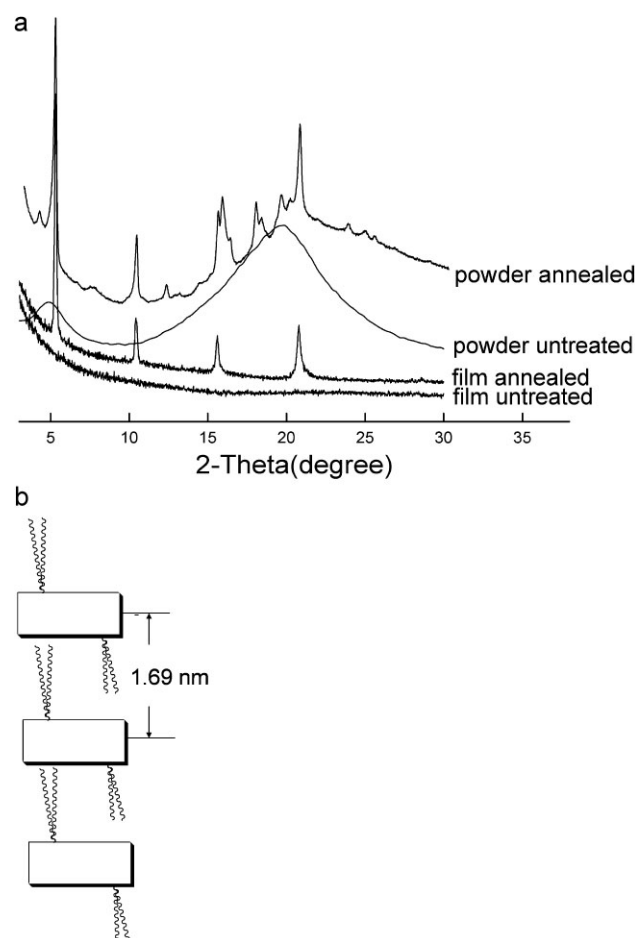 a
powder annealed
powder untreated
film annealed
film untreated
5 10 15 20 25 30 35
2-Theta(degree)
b
1.69 nm